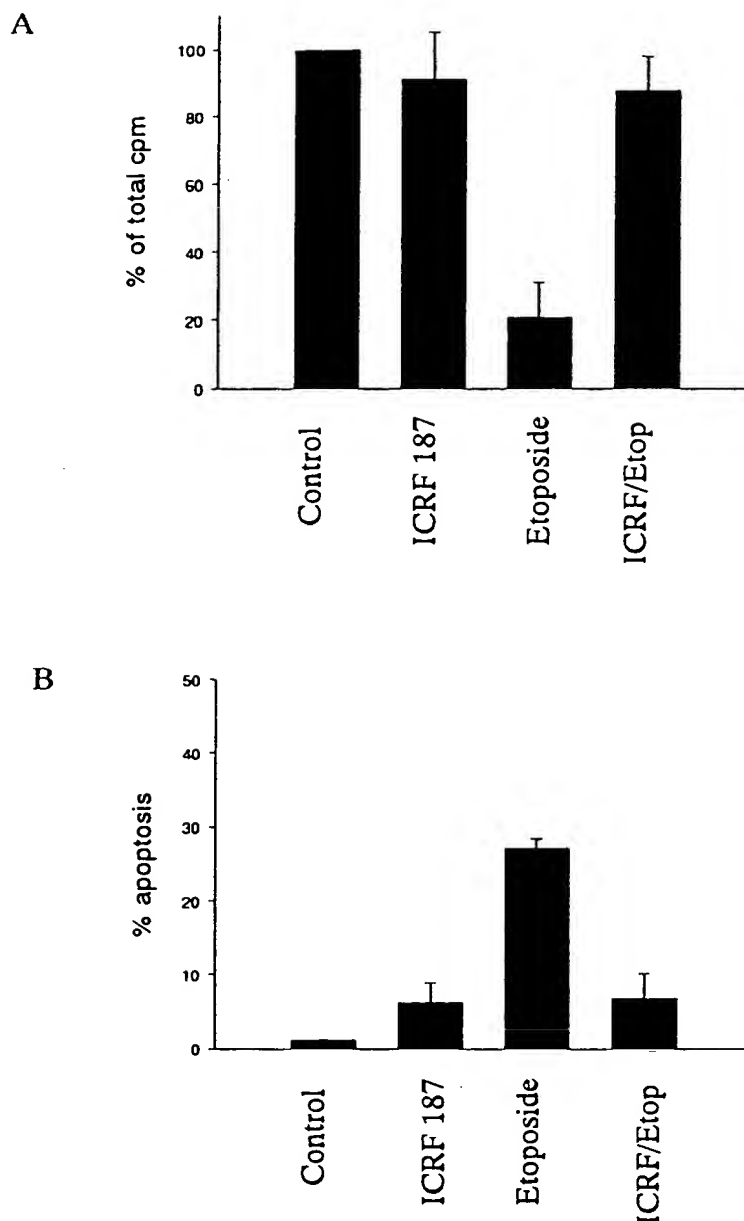 A
% of total cpm
100
80
60
40
20
0
Control
ICRF 187
Etoposide
ICRF/Etop
B
% apoptosis
50
40
30
20
10
0
Control
ICRF 187
Etoposide
ICRF/Etop